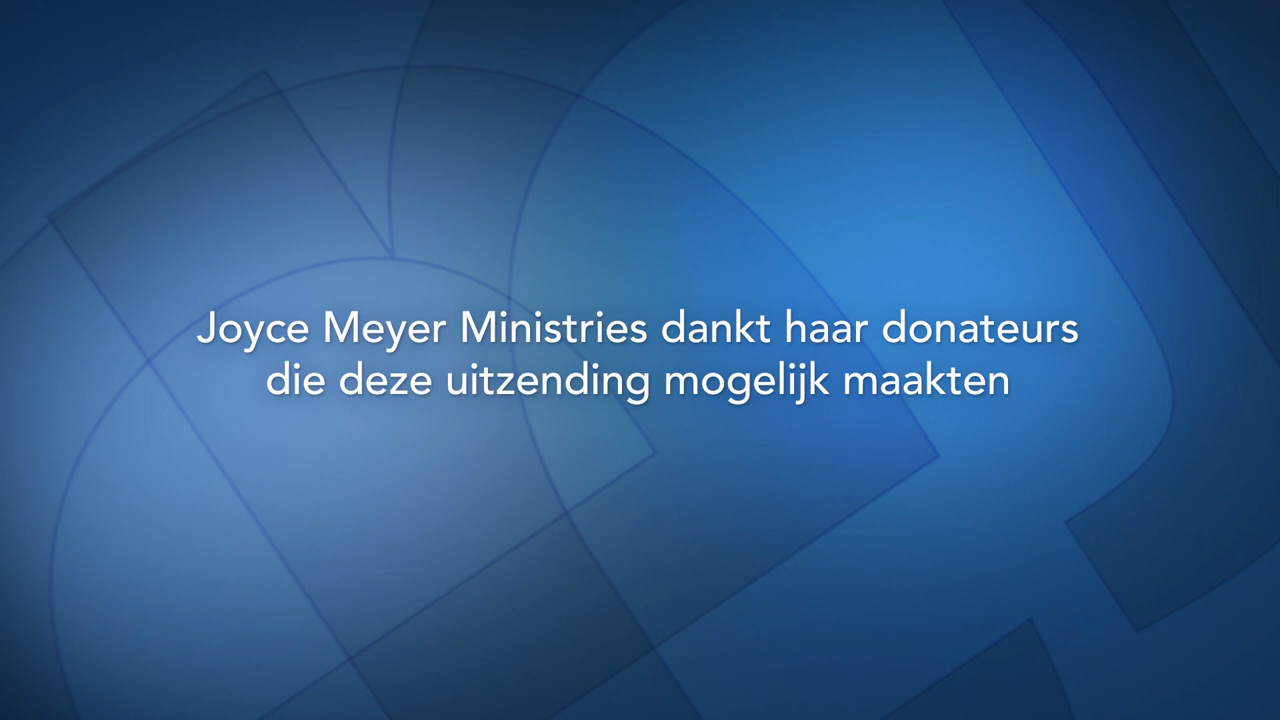 Joyce Meyer Ministries dankt haar donateurs
die deze uitzending mogelijk maakten